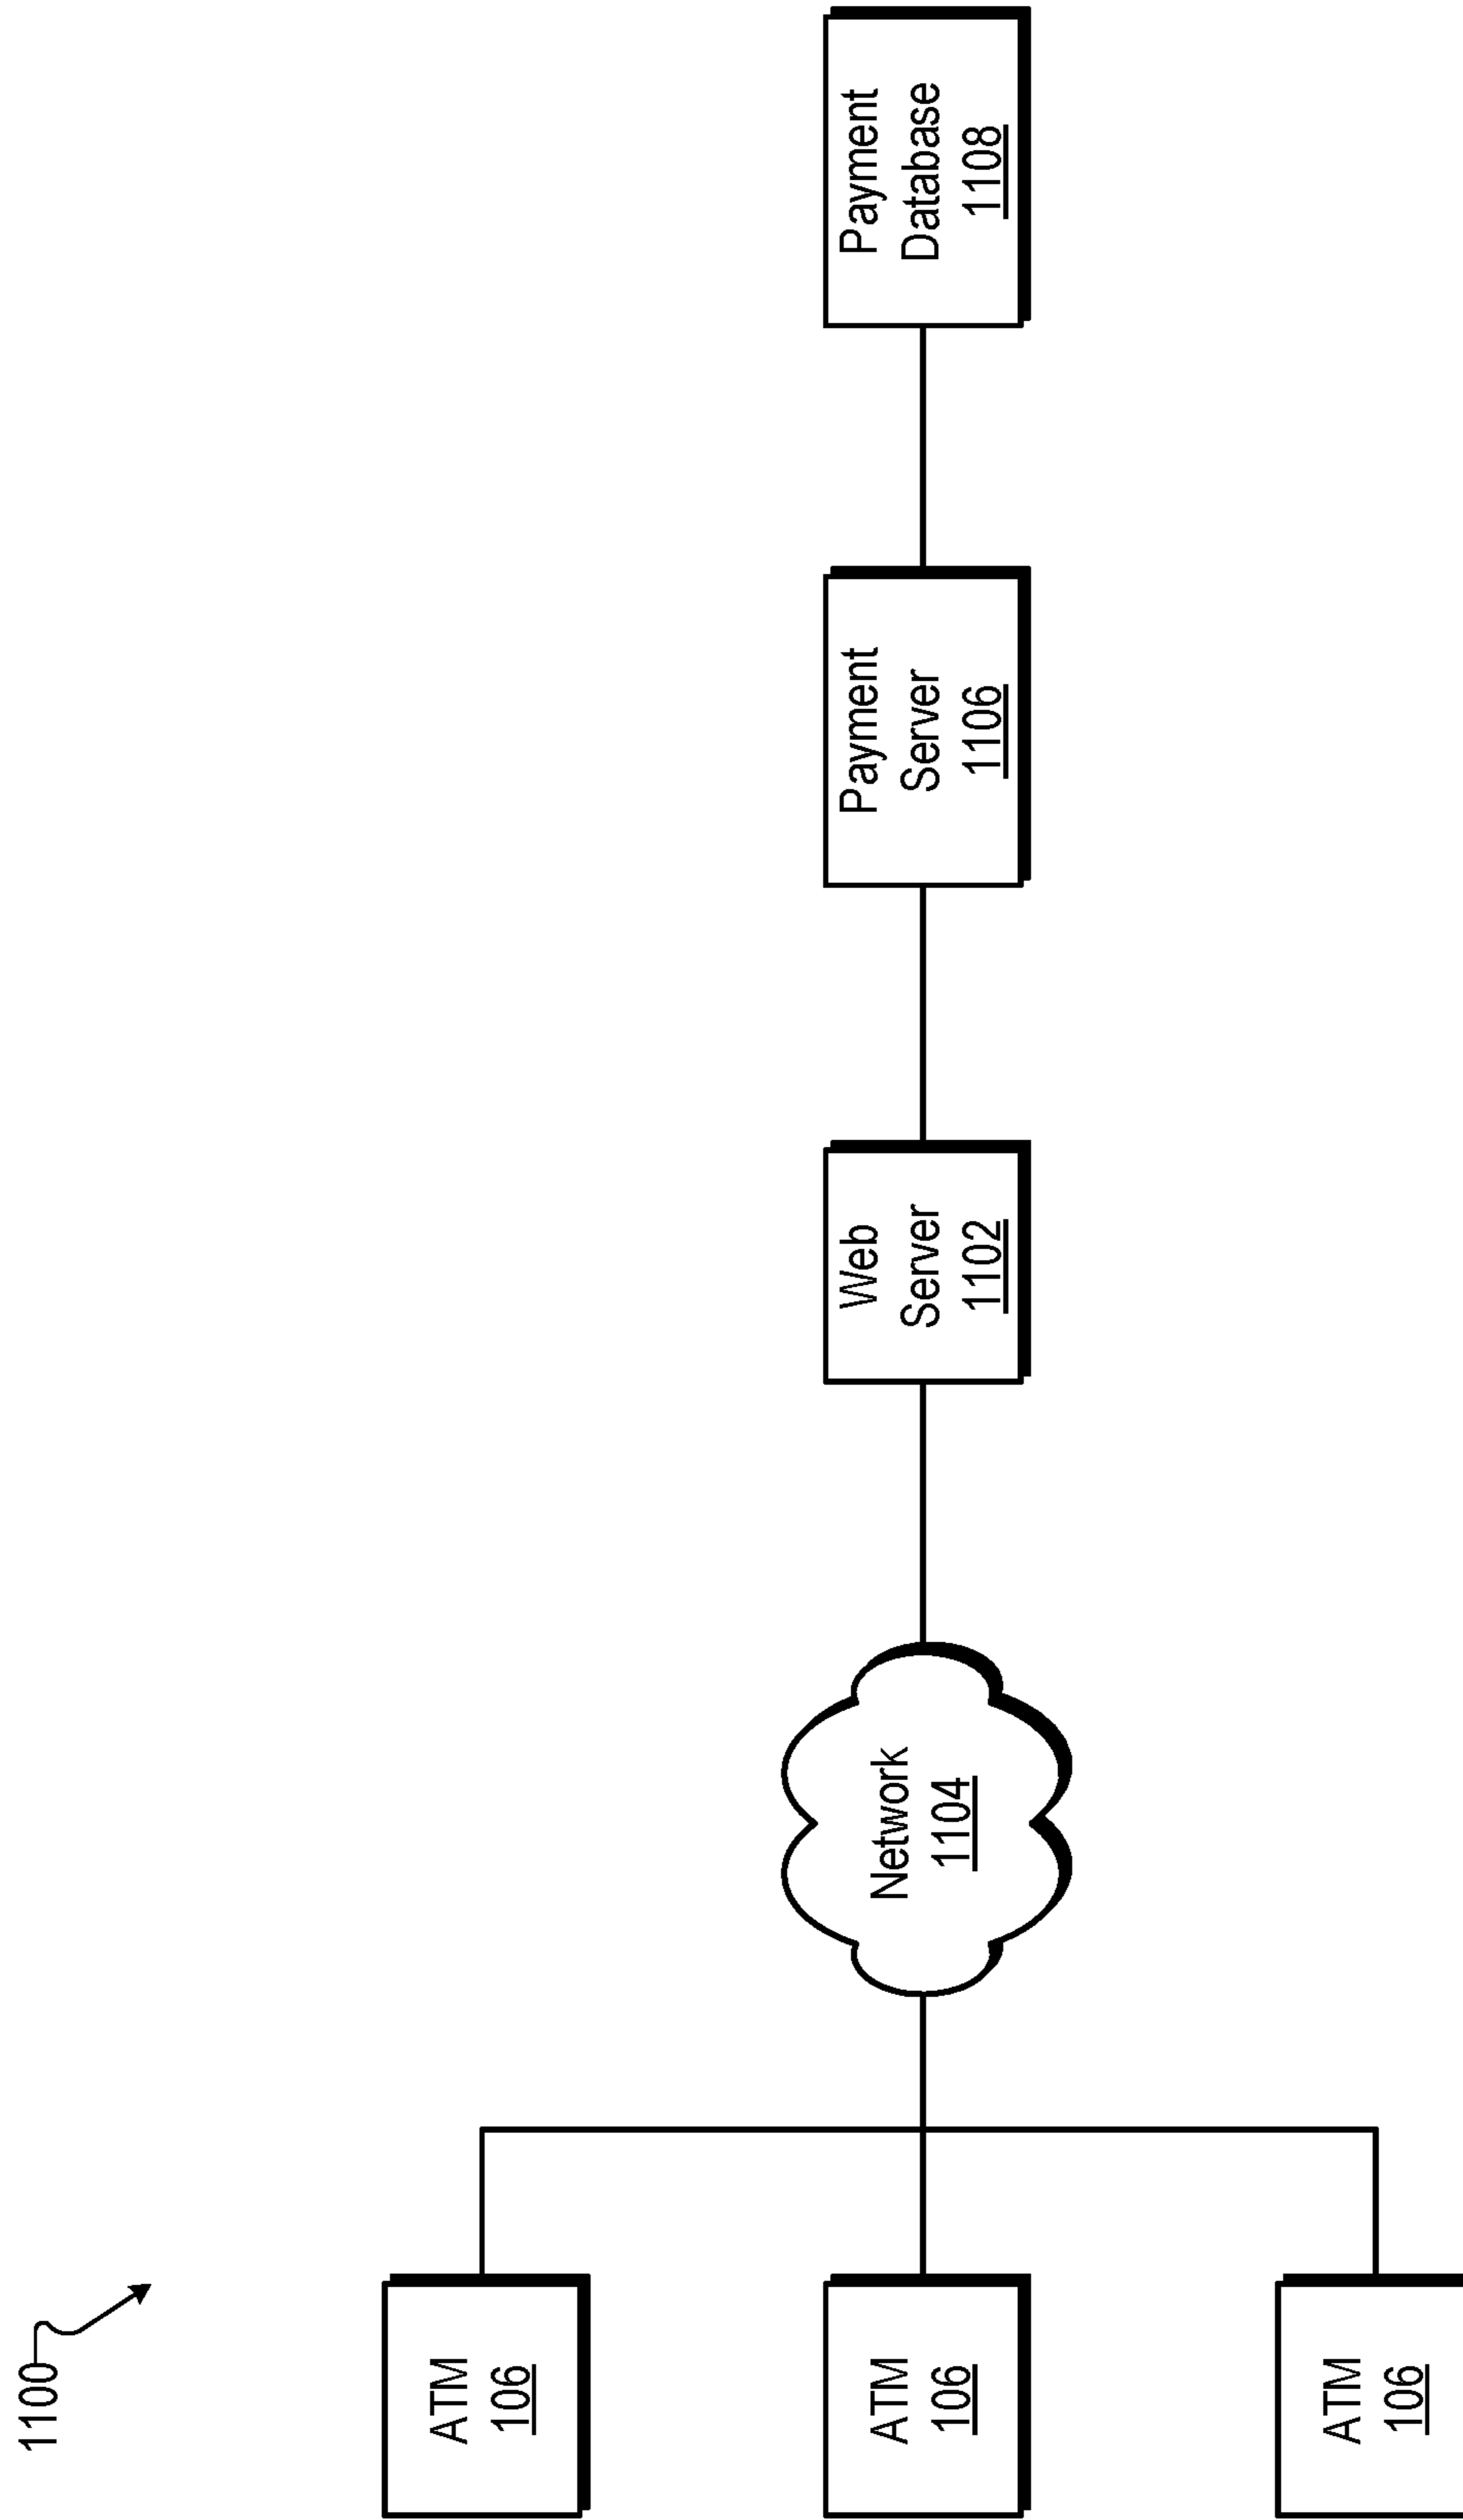 1100
ATM
106
ATM
106
ATM
106
Network
1104
Web
Server
1102
Payment
Server
1106
Payment
Database
1108